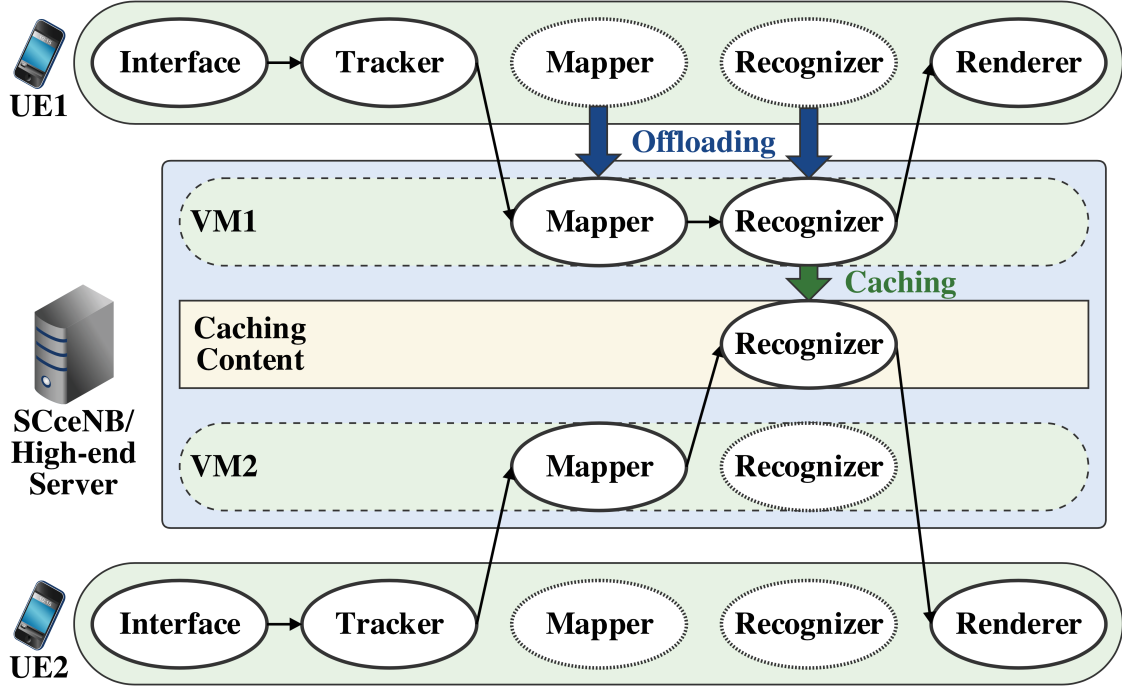 Interface
Tracker
Mapper
Recognizer
Renderer
UE1
Offloading
VM1
Mapper
Recognizer
Caching
Caching
Content
Recognizer
SCceNB/
High-end
Server
VM2
Mapper
Recognizer
Interface
Tracker
Mapper
Recognizer
Renderer
UE2